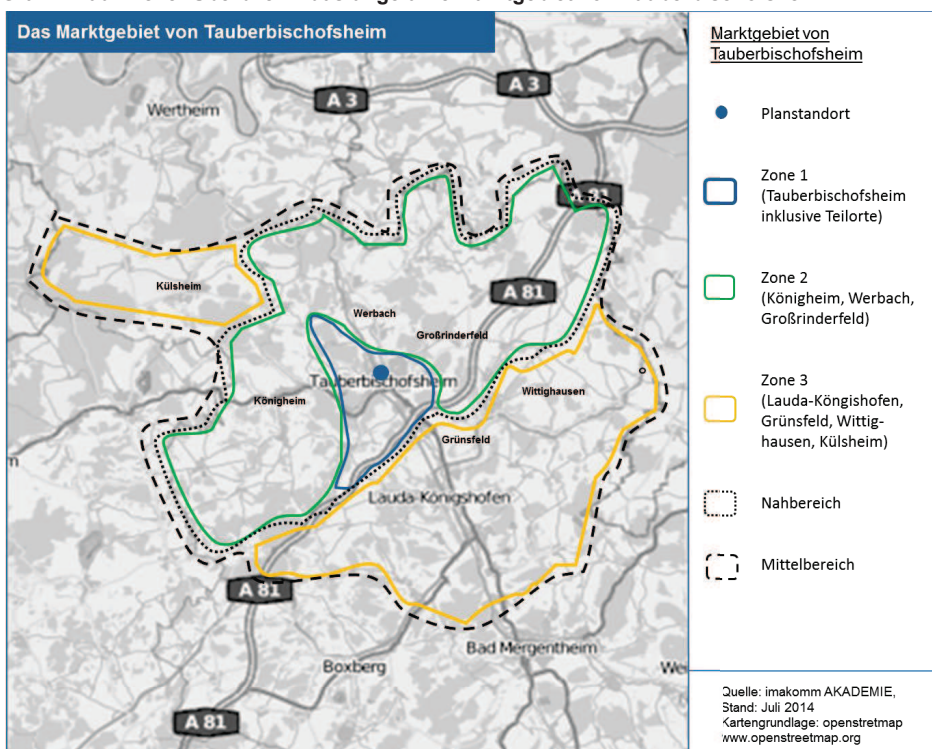 Das Marktgebiet von Tauberbischofsheim
A 3
A 3
Wertheim
A 81
Külsheim
A 81
Werbach
Großrinderfeld
Tauberbischofsheim
Wittighausen
Königheim
Grünsfeld
Lauda-Königshofen
A 81
Bad Mergentheim
Boxberg
A 81
Marktgebiet von
Tauberbischofsheim
Planstandort
Zone 1
(Tauberbischofsheim
inklusive Teilorte)
Zone 2
(Königheim, Werbach,
Großrinderfeld)
Zone 3
(Lauda-Köngishofen,
Grünsfeld, Wittig-
hausen, Külsheim)
Nahbereich
Mittelbereich
Quelle: imakomm AKADEMIE,
Stand: Juli 2014
Kartengrundlage: openstretmap
www.openstreetmap.org